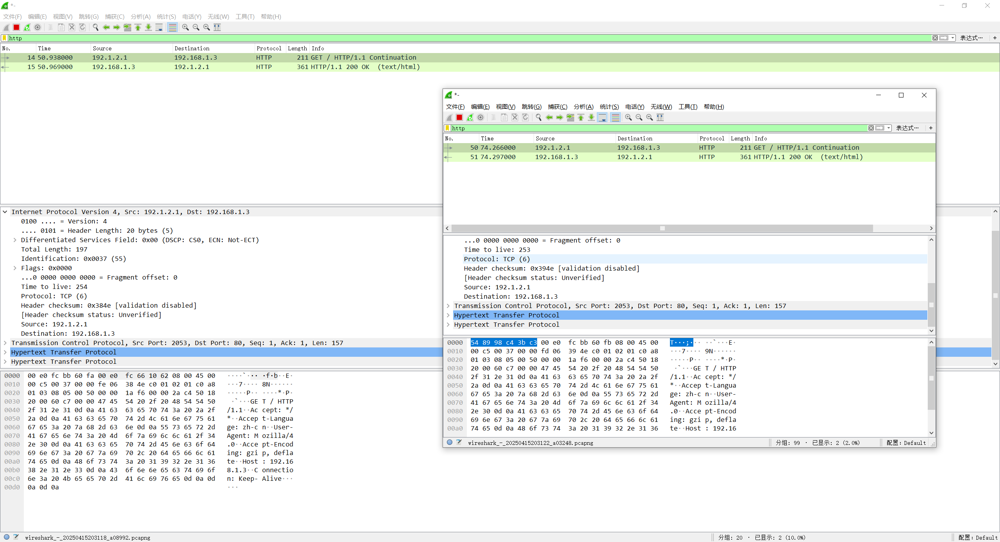 *-
文件(F) 编辑(E) 视图(V) 跳转(G) 捕获(C) 分析(A) 统计(S) 电话(Y) 无线(W) 工具(T) 帮助(H)
http 表达式…
No. Time Source Destination Protocol Length Info
14 50.938000 192.1.2.1 192.168.1.3 HTTP 211 GET / HTTP/1.1 Continuation
15 50.969000 192.168.1.3 192.1.2.1 HTTP 361 HTTP/1.1 200 OK (text/html)
Internet Protocol Version 4, Src: 192.1.2.1, Dst: 192.168.1.3
0100 .... = Version: 4
.... 0101 = Header Length: 20 bytes (5)
Differentiated Services Field: 0x00 (DSCP: CS0, ECN: Not-ECT)
Total Length: 197
Identification: 0x0037 (55)
Flags: 0x0000
...0 0000 0000 0000 = Fragment offset: 0
Time to live: 254
Protocol: TCP (6)
Header checksum: 0x384e [validation disabled]
[Header checksum status: Unverified]
Source: 192.1.2.1
Destination: 192.168.1.3
Transmission Control Protocol, Src Port: 2053, Dst Port: 80, Seq: 1, Ack: 1, Len: 157
Hypertext Transfer Protocol
Hypertext Transfer Protocol
0000 00 e0 fc bb 60 fa 00 e0 fc 66 10 62 08 00 45 00 ····`··· ·f·b··E·
0010 00 c5 00 37 00 00 fe 06 38 4e c0 01 02 01 c0 a8 ···7···· 8N······
0020 01 03 08 05 00 50 00 00 1a f6 00 00 2a c4 50 18 ·····P·· ····*·P·
0030 20 00 60 c7 00 00 47 45 54 20 2f 20 48 54 54 50 ·`···GE T / HTTP
0040 2f 31 2e 31 0d 0a 41 63 63 65 70 74 3a 20 2a 2f /1.1··Ac cept: */
0050 2a 0d 0a 41 63 63 65 70 74 2d 4c 61 6e 67 75 61 *··Accep t-Langua
0060 67 65 3a 20 7a 68 2d 63 6e 0d 0a 55 73 65 72 2d ge: zh-c n··User-
0070 41 67 65 6e 74 3a 20 4d 6f 7a 69 6c 6c 61 2f 34 Agent: M ozilla/4
0080 2e 30 0d 0a 41 63 63 65 70 74 2d 45 6e 63 6f 64 .0··Acce pt-Encod
0090 69 6e 67 3a 20 67 7a 69 70 2c 20 64 65 66 6c 61 ing: gzi p, defla
00a0 74 65 0d 0a 48 6f 73 74 3a 20 31 39 32 2e 31 36 te··Host : 192.16
00b0 38 2e 31 2e 33 0d 0a 43 6f 6e 6e 65 63 74 69 6f 8.1.3··C onnectio
00c0 6e 3a 20 4b 65 65 70 2d 41 6c 69 76 65 0d 0a 0d n: Keep- Alive···
00d0 0a 0d 0a ···
wireshark_-_20250415203118_a08992.pcapng 分组: 20 · 已显示: 2 (10.0%) 配置: Default
*-
文件(F) 编辑(E) 视图(V) 跳转(G) 捕获(C) 分析(A) 统计(S) 电话(Y) 无线(W) 工具(T) 帮助(H)
http 表达式…
No. Time Source Destination Protocol Length Info
50 74.266000 192.1.2.1 192.168.1.3 HTTP 211 GET / HTTP/1.1 Continuation
51 74.297000 192.168.1.3 192.1.2.1 HTTP 361 HTTP/1.1 200 OK (text/html)
...0 0000 0000 0000 = Fragment offset: 0
Time to live: 253
Protocol: TCP (6)
Header checksum: 0x394e [validation disabled]
[Header checksum status: Unverified]
Source: 192.1.2.1
Destination: 192.168.1.3
Transmission Control Protocol, Src Port: 2053, Dst Port: 80, Seq: 1, Ack: 1, Len: 157
Hypertext Transfer Protocol
Hypertext Transfer Protocol
0000 54 89 98 c4 3b c3 00 e0 fc bb 60 fb 08 00 45 00 T···;··· ··`···E·
0010 00 c5 00 37 00 00 fd 06 39 4e c0 01 02 01 c0 a8 ···7···· 9N······
0020 01 03 08 05 00 50 00 00 1a f6 00 00 2a c4 50 18 ·····P·· ····*·P·
0030 20 00 60 c7 00 00 47 45 54 20 2f 20 48 54 54 50 ·`···GE T / HTTP
0040 2f 31 2e 31 0d 0a 41 63 63 65 70 74 3a 20 2a 2f /1.1··Ac cept: */
0050 2a 0d 0a 41 63 63 65 70 74 2d 4c 61 6e 67 75 61 *··Accep t-Langua
0060 67 65 3a 20 7a 68 2d 63 6e 0d 0a 55 73 65 72 2d ge: zh-c n··User-
0070 41 67 65 6e 74 3a 20 4d 6f 7a 69 6c 6c 61 2f 34 Agent: M ozilla/4
0080 2e 30 0d 0a 41 63 63 65 70 74 2d 45 6e 63 6f 64 .0··Acce pt-Encod
0090 69 6e 67 3a 20 67 7a 69 70 2c 20 64 65 66 6c 61 ing: gzi p, defla
00a0 74 65 0d 0a 48 6f 73 74 3a 20 31 39 32 2e 31 36 te··Host : 192.16
wireshark_-_20250415203122_a03248.pcapng 分组: 99 · 已显示: 2 (2.0%) 配置: Default